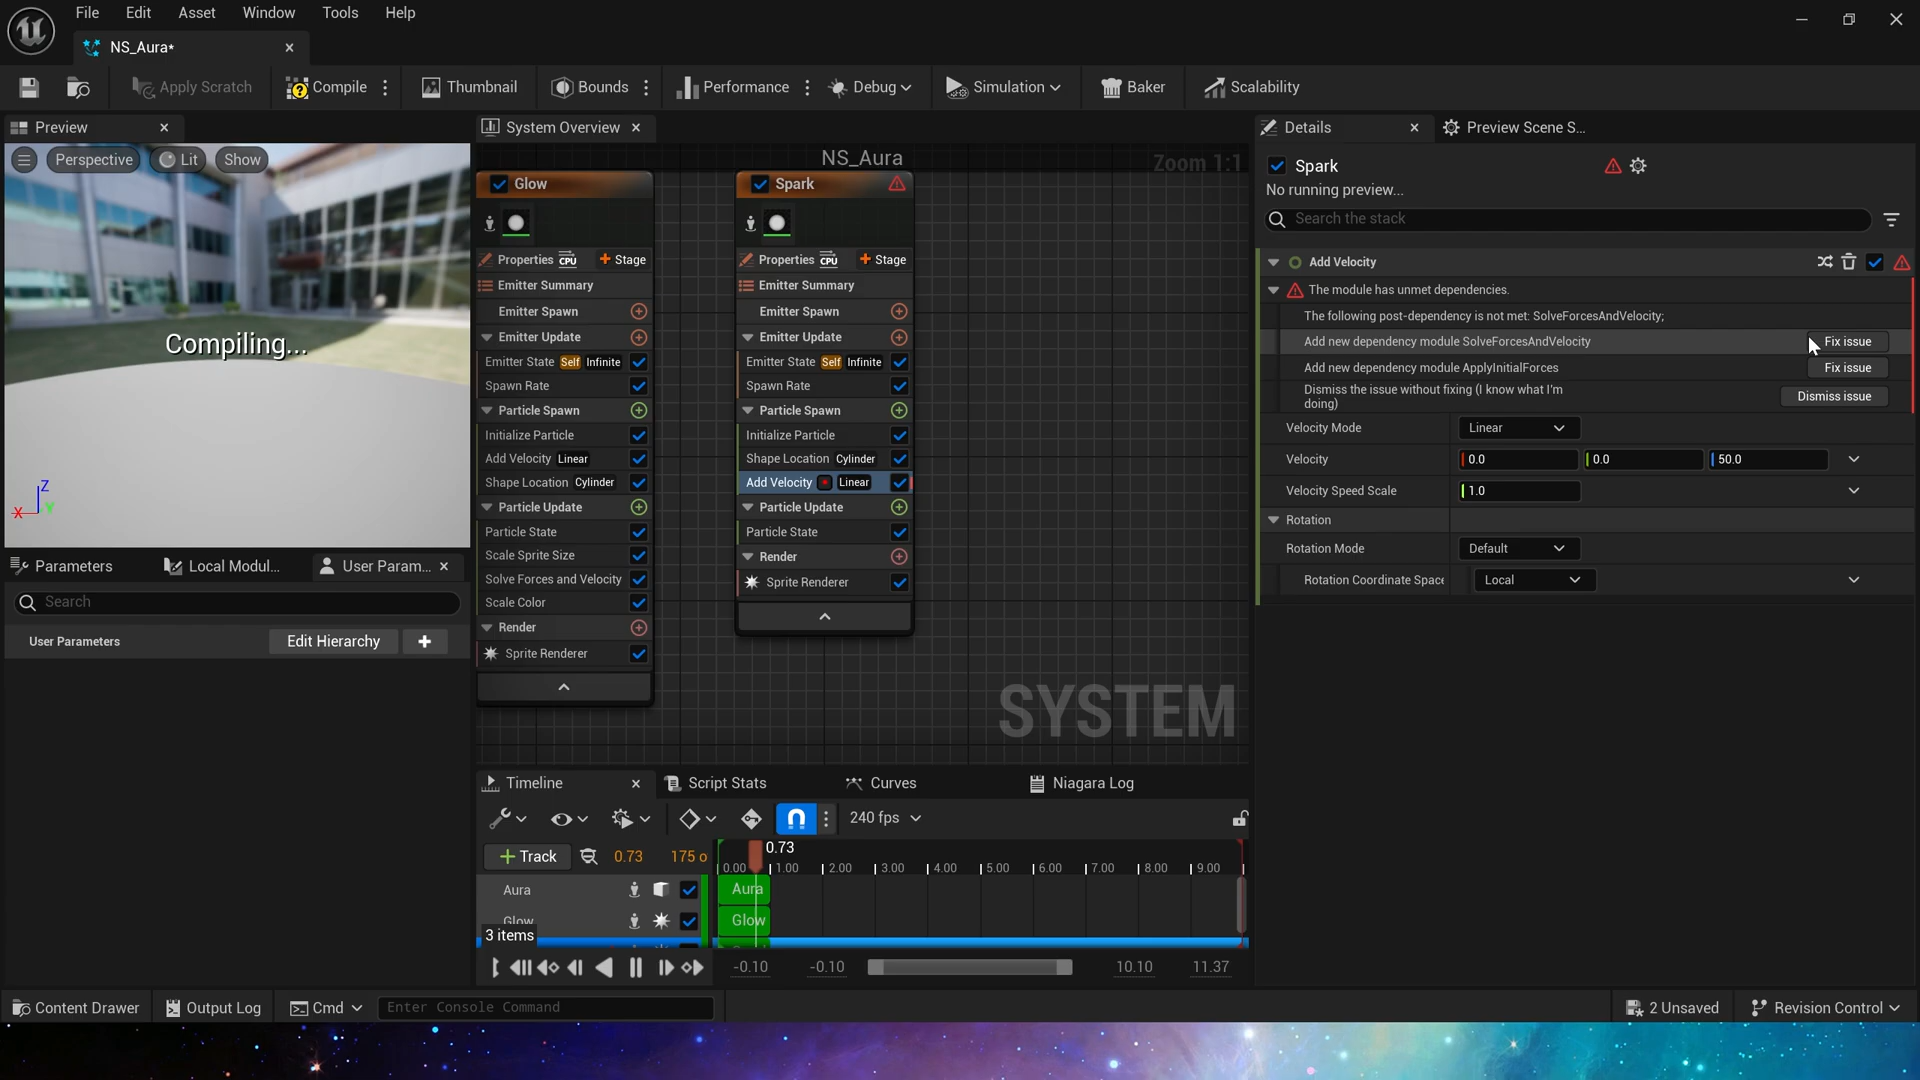 File Edit Asset Window Tools Help
NS_Aura*
Apply Scratch Compile Thumbnail Bounds Performance Debug Simulation Baker Scalability
Preview
Perspective Lit Show
Compiling...
Z
X Y
Parameters Local Modul... User Param...
Search
User Parameters Edit Hierarchy
System Overview
NS_Aura
Zoom 1:1
Glow
Properties CPU + Stage
Emitter Summary
Emitter Spawn
Emitter Update
Emitter State Self Infinite
Spawn Rate
Particle Spawn
Initialize Particle
Add Velocity Linear
Shape Location Cylinder
Particle Update
Particle State
Scale Sprite Size
Solve Forces and Velocity
Scale Color
Render
Sprite Renderer
Spark
Properties CPU + Stage
Emitter Summary
Emitter Spawn
Emitter Update
Emitter State Self Infinite
Spawn Rate
Particle Spawn
Initialize Particle
Shape Location Cylinder
Add Velocity Linear
Particle Update
Particle State
Render
Sprite Renderer
SYSTEM
Timeline Script Stats Curves Niagara Log
240 fps
+ Track 0.73 175 o
0.73
0.00 1.00 2.00 3.00 4.00 5.00 6.00 7.00 8.00 9.00
Aura Aura
Glow Glow
3 items
-0.10 -0.10 10.10 11.37
Details Preview Scene S...
Spark
No running preview...
Search the stack
Add Velocity
The module has unmet dependencies.
The following post-dependency is not met: SolveForcesAndVelocity;
Add new dependency module SolveForcesAndVelocity Fix issue
Add new dependency module ApplyInitialForces Fix issue
Dismiss the issue without fixing (I know what I'm
doing) Dismiss issue
Velocity Mode Linear
Velocity 0.0 0.0 50.0
Velocity Speed Scale 1.0
Rotation
Rotation Mode Default
Rotation Coordinate Space Local
Content Drawer Output Log Cmd Enter Console Command 2 Unsaved Revision Control